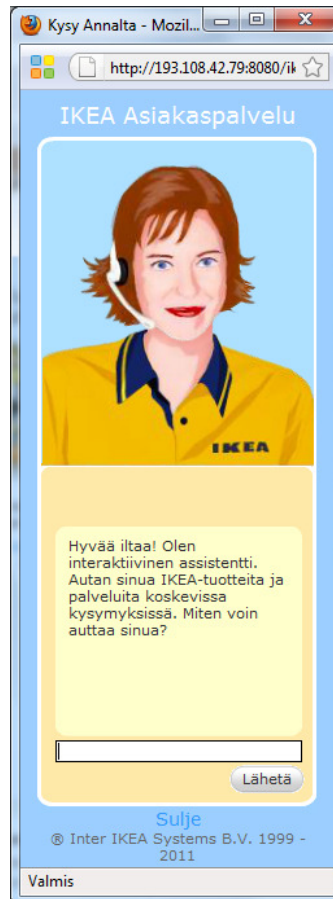 Kysy Annalta - Mozil...
http://193.108.42.79:8080/ik
IKEA Asiakaspalvelu
IKEA
Hyvää iltaa! Olen
interaktiivinen assistentti.
Autan sinua IKEA-tuotteita ja
palveluita koskevissa
kysymyksissä. Miten voin
auttaa sinua?
Lähetä
Sulje
® Inter IKEA Systems B.V. 1999 -
2011
Valmis